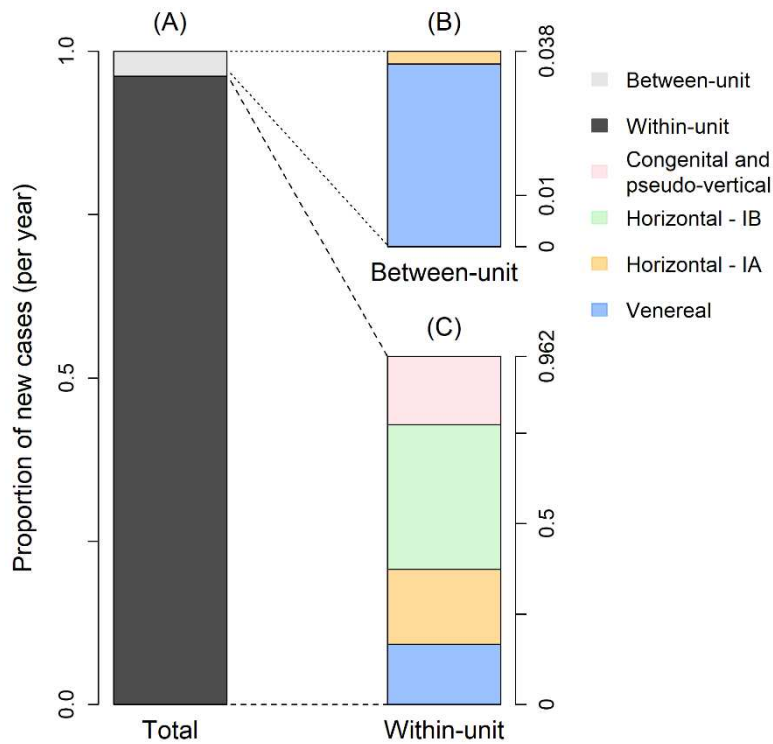 (A)
(B)
1.0
0.5
0.0
Proportion of new cases (per year)
Total
0.038
0.01
0
Between-unit
(C)
0.962
0.5
0
Within-unit
Between-unit
Within-unit
Congenital and
pseudo-vertical
Horizontal - IB
Horizontal - IA
Venereal